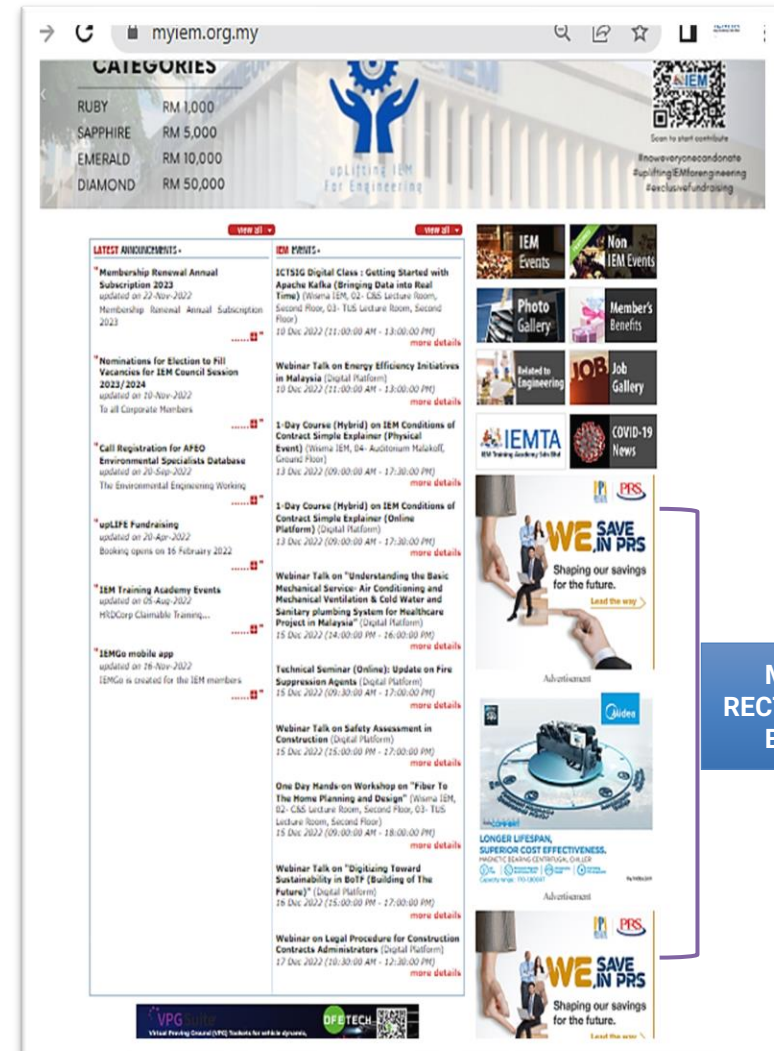 myiem.org.my
CATEGORIES
RUBY RM 1,000
SAPPHIRE RM 5,000
EMERALD RM 10,000
DIAMOND RM 50,000
upLifting IEM
For Engineering
IEM
Scan to start contribute
#noweveryonecandonate
#upliftingIEMforengineering
#exclusivefundraising
view all
LATEST ANNOUNCEMENTS
Membership Renewal Annual
Subscription 2023
updated on 22-Nov-2022
Membership Renewal Annual Subscription
2023
Nominations for Election to Fill
Vacancies for IEM Council Session
2023/2024
updated on 10-Nov-2022
To all Corporate Members
Call Registration for AFEO
Environmental Specialists Database
updated on 20-Sep-2022
The Environmental Engineering Working
upLIFE Fundraising
updated on 20-Apr-2022
Booking opens on 16 February 2022
IEM Training Academy Events
updated on 05-Aug-2022
HRDCorp Claimable Training...
IEMGo mobile app
updated on 16-Nov-2022
IEMGo is created for the IEM members
view all
IEM EVENTS
ICTSIG Digital Class : Getting Started with
Apache Kafka (Bringing Data into Real
Time) (Wisma IEM, 02- C&S Lecture Room,
Second Floor, 03- TUS Lecture Room, Second
Floor)
10 Dec 2022 (11:00:00 AM - 13:00:00 PM)
more details
Webinar Talk on Energy Efficiency Initiatives
in Malaysia (Digital Platform)
10 Dec 2022 (11:00:00 AM - 13:00:00 PM)
more details
1-Day Course (Hybrid) on IEM Conditions of
Contract Simple Explainer (Physical
Event) (Wisma IEM, 04- Auditorium Malakoff,
Ground Floor)
13 Dec 2022 (09:00:00 AM - 17:30:00 PM)
more details
1-Day Course (Hybrid) on IEM Conditions of
Contract Simple Explainer (Online
Platform) (Digital Platform)
13 Dec 2022 (09:00:00 AM - 17:30:00 PM)
more details
Webinar Talk on "Understanding the Basic
Mechanical Service- Air Conditioning and
Mechanical Ventilation & Cold Water and
Sanitary plumbing System for Healthcare
Project in Malaysia" (Digital Platform)
15 Dec 2022 (14:00:00 PM - 16:00:00 PM)
more details
Technical Seminar (Online): Update on Fire
Suppression Agents (Digital Platform)
15 Dec 2022 (09:30:00 AM - 17:00:00 PM)
more details
Webinar Talk on Safety Assessment in
Construction (Digital Platform)
15 Dec 2022 (15:00:00 PM - 17:00:00 PM)
more details
One Day Hands-on Workshop on "Fiber To
The Home Planning and Design" (Wisma IEM,
02- C&S Lecture Room, Second Floor, 03- TUS
Lecture Room, Second Floor)
15 Dec 2022 (09:00:00 AM - 18:00:00 PM)
more details
Webinar Talk on "Digitizing Toward
Sustainability in BoTF (Building of The
Future)" (Digital Platform)
16 Dec 2022 (15:00:00 PM - 17:00:00 PM)
more details
Webinar on Legal Procedure for Construction
Contracts Administrators (Digital Platform)
17 Dec 2022 (10:30:00 AM - 12:30:00 PM)
more details
IEM
Events
Non
IEM Events
Photo
Gallery
Member's
Benefits
Related to
Engineering
JOB Job
Gallery
IEMTA
IEM Training Academy Sdn Bhd
COVID-19
News
PRS
WE SAVE
IN PRS
Shaping our savings
for the future.
Lead the way
Advertisement
Midea
LONGER LIFESPAN,
SUPERIOR COST EFFECTIVENESS.
MAGNETIC BEARING CENTRIFUGAL CHILLER
Advertisement
PRS
WE SAVE
IN PRS
Shaping our savings
for the future.
Lead the way
VPG Suite
Virtual Proving Ground (VPG) Toolsets for vehicle dynamic,
DFETECH